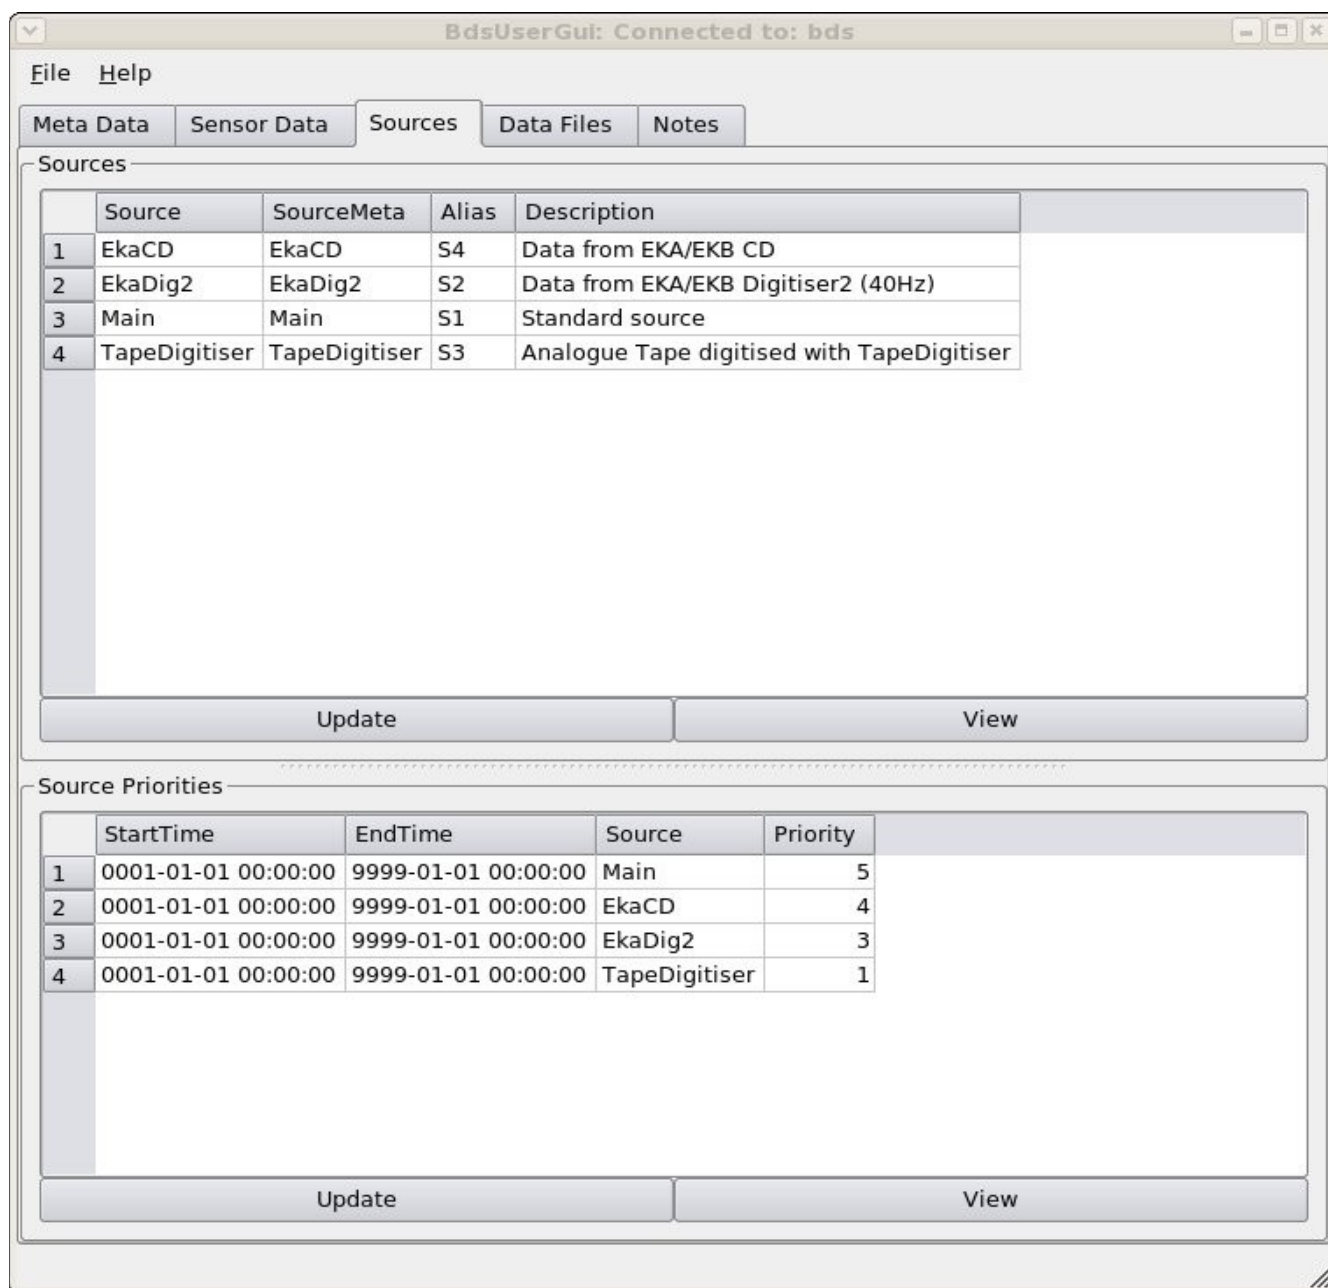 BdsUserGui: Connected to: bds
File Help
Meta Data Sensor Data Sources Data Files Notes
Sources
Source SourceMeta Alias Description
1 EkaCD EkaCD S4 Data from EKA/EKB CD
2 EkaDig2 EkaDig2 S2 Data from EKA/EKB Digitiser2 (40Hz)
3 Main Main S1 Standard source
4 TapeDigitiser TapeDigitiser S3 Analogue Tape digitised with TapeDigitiser
Update View
Source Priorities
StartTime EndTime Source Priority
1 0001-01-01 00:00:00 9999-01-01 00:00:00 Main 5
2 0001-01-01 00:00:00 9999-01-01 00:00:00 EkaCD 4
3 0001-01-01 00:00:00 9999-01-01 00:00:00 EkaDig2 3
4 0001-01-01 00:00:00 9999-01-01 00:00:00 TapeDigitiser 1
Update View